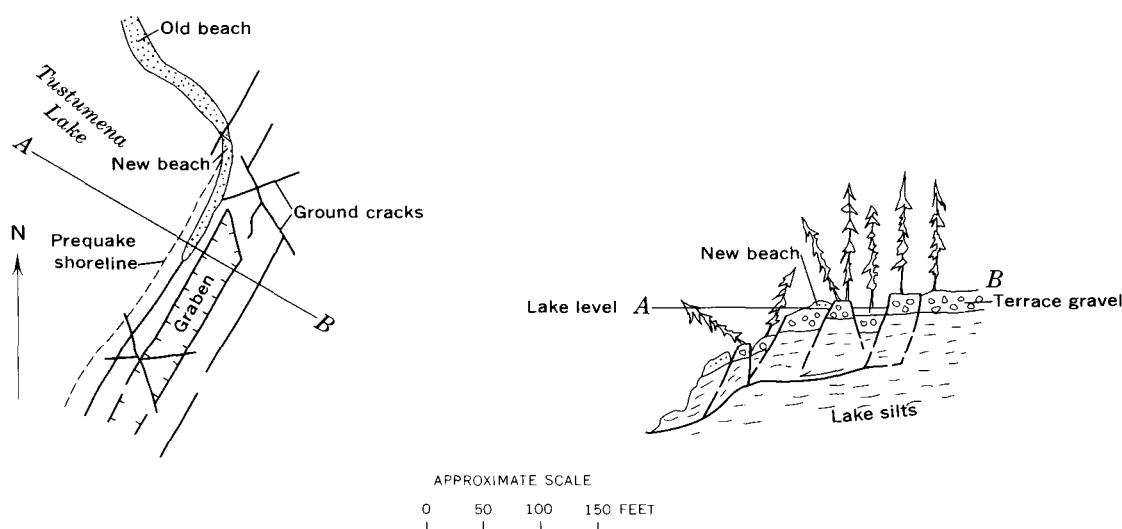 Old beach
Tustumena
Lake
A
New beach
Ground cracks
N
Prequake
shoreline
Graben
B
New beach
Lake level
A
B
Terrace gravel
Lake silts
APPROXIMATE SCALE
0 50 100 150 FEET